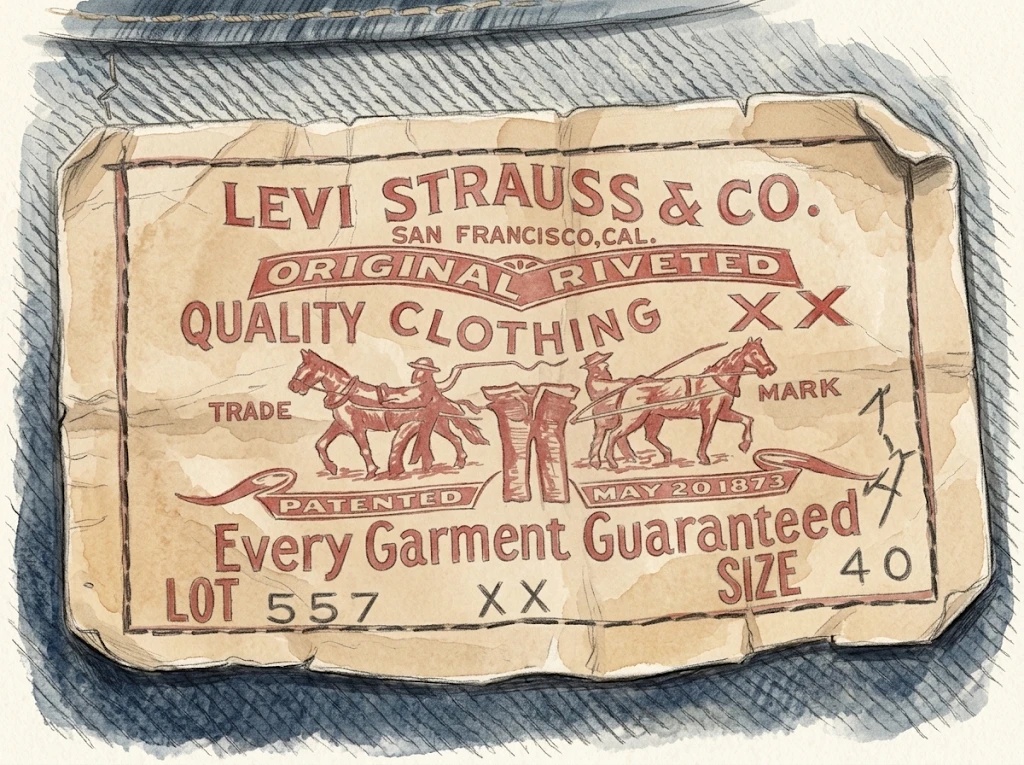 LEVI STRAUSS & CO.
SAN FRANCISCO, CAL.
ORIGINAL RIVETED
QUALITY CLOTHING XX
TRADE MARK
PATENTED MAY 20 1873
Every Garment Guaranteed
LOT 557 XX SIZE 40